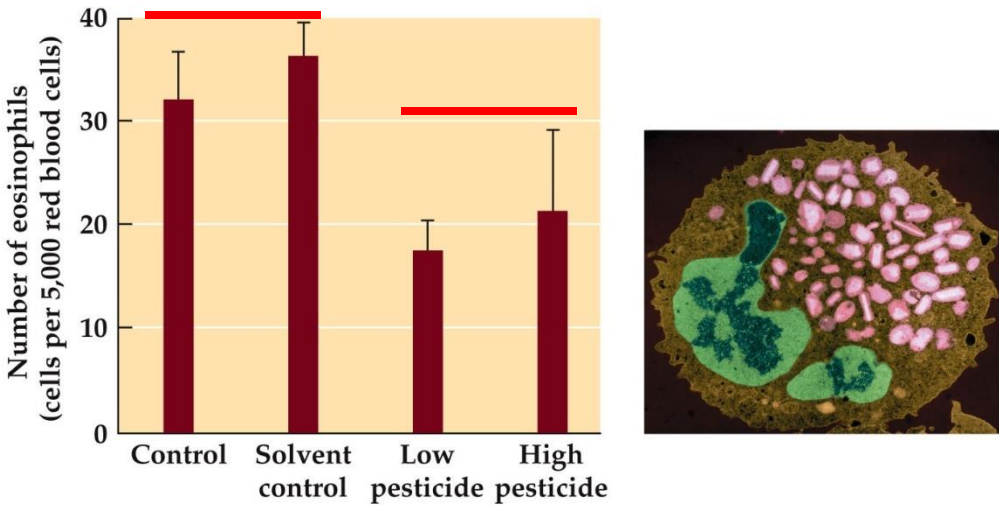 Number of eosinophils
(cells per 5,000 red blood cells)
40
30
20
10
0
Control
Solvent
control
Low
pesticide
High
pesticide